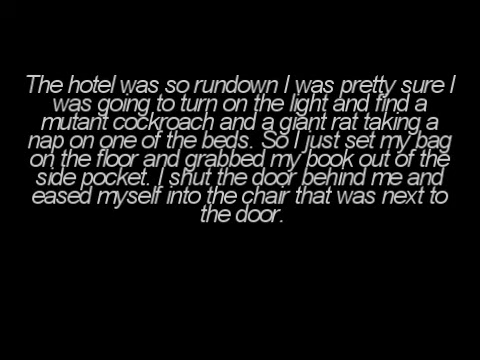 The hotel was so rundown I was pretty sure I
was going to turn on the light and find a
mutant cockroach and a giant rat taking a
nap on one of the beds. So I just set my bag
on the floor and grabbed my book out of the
side pocket. I shut the door behind me and
eased myself into the chair that was next to
the door.